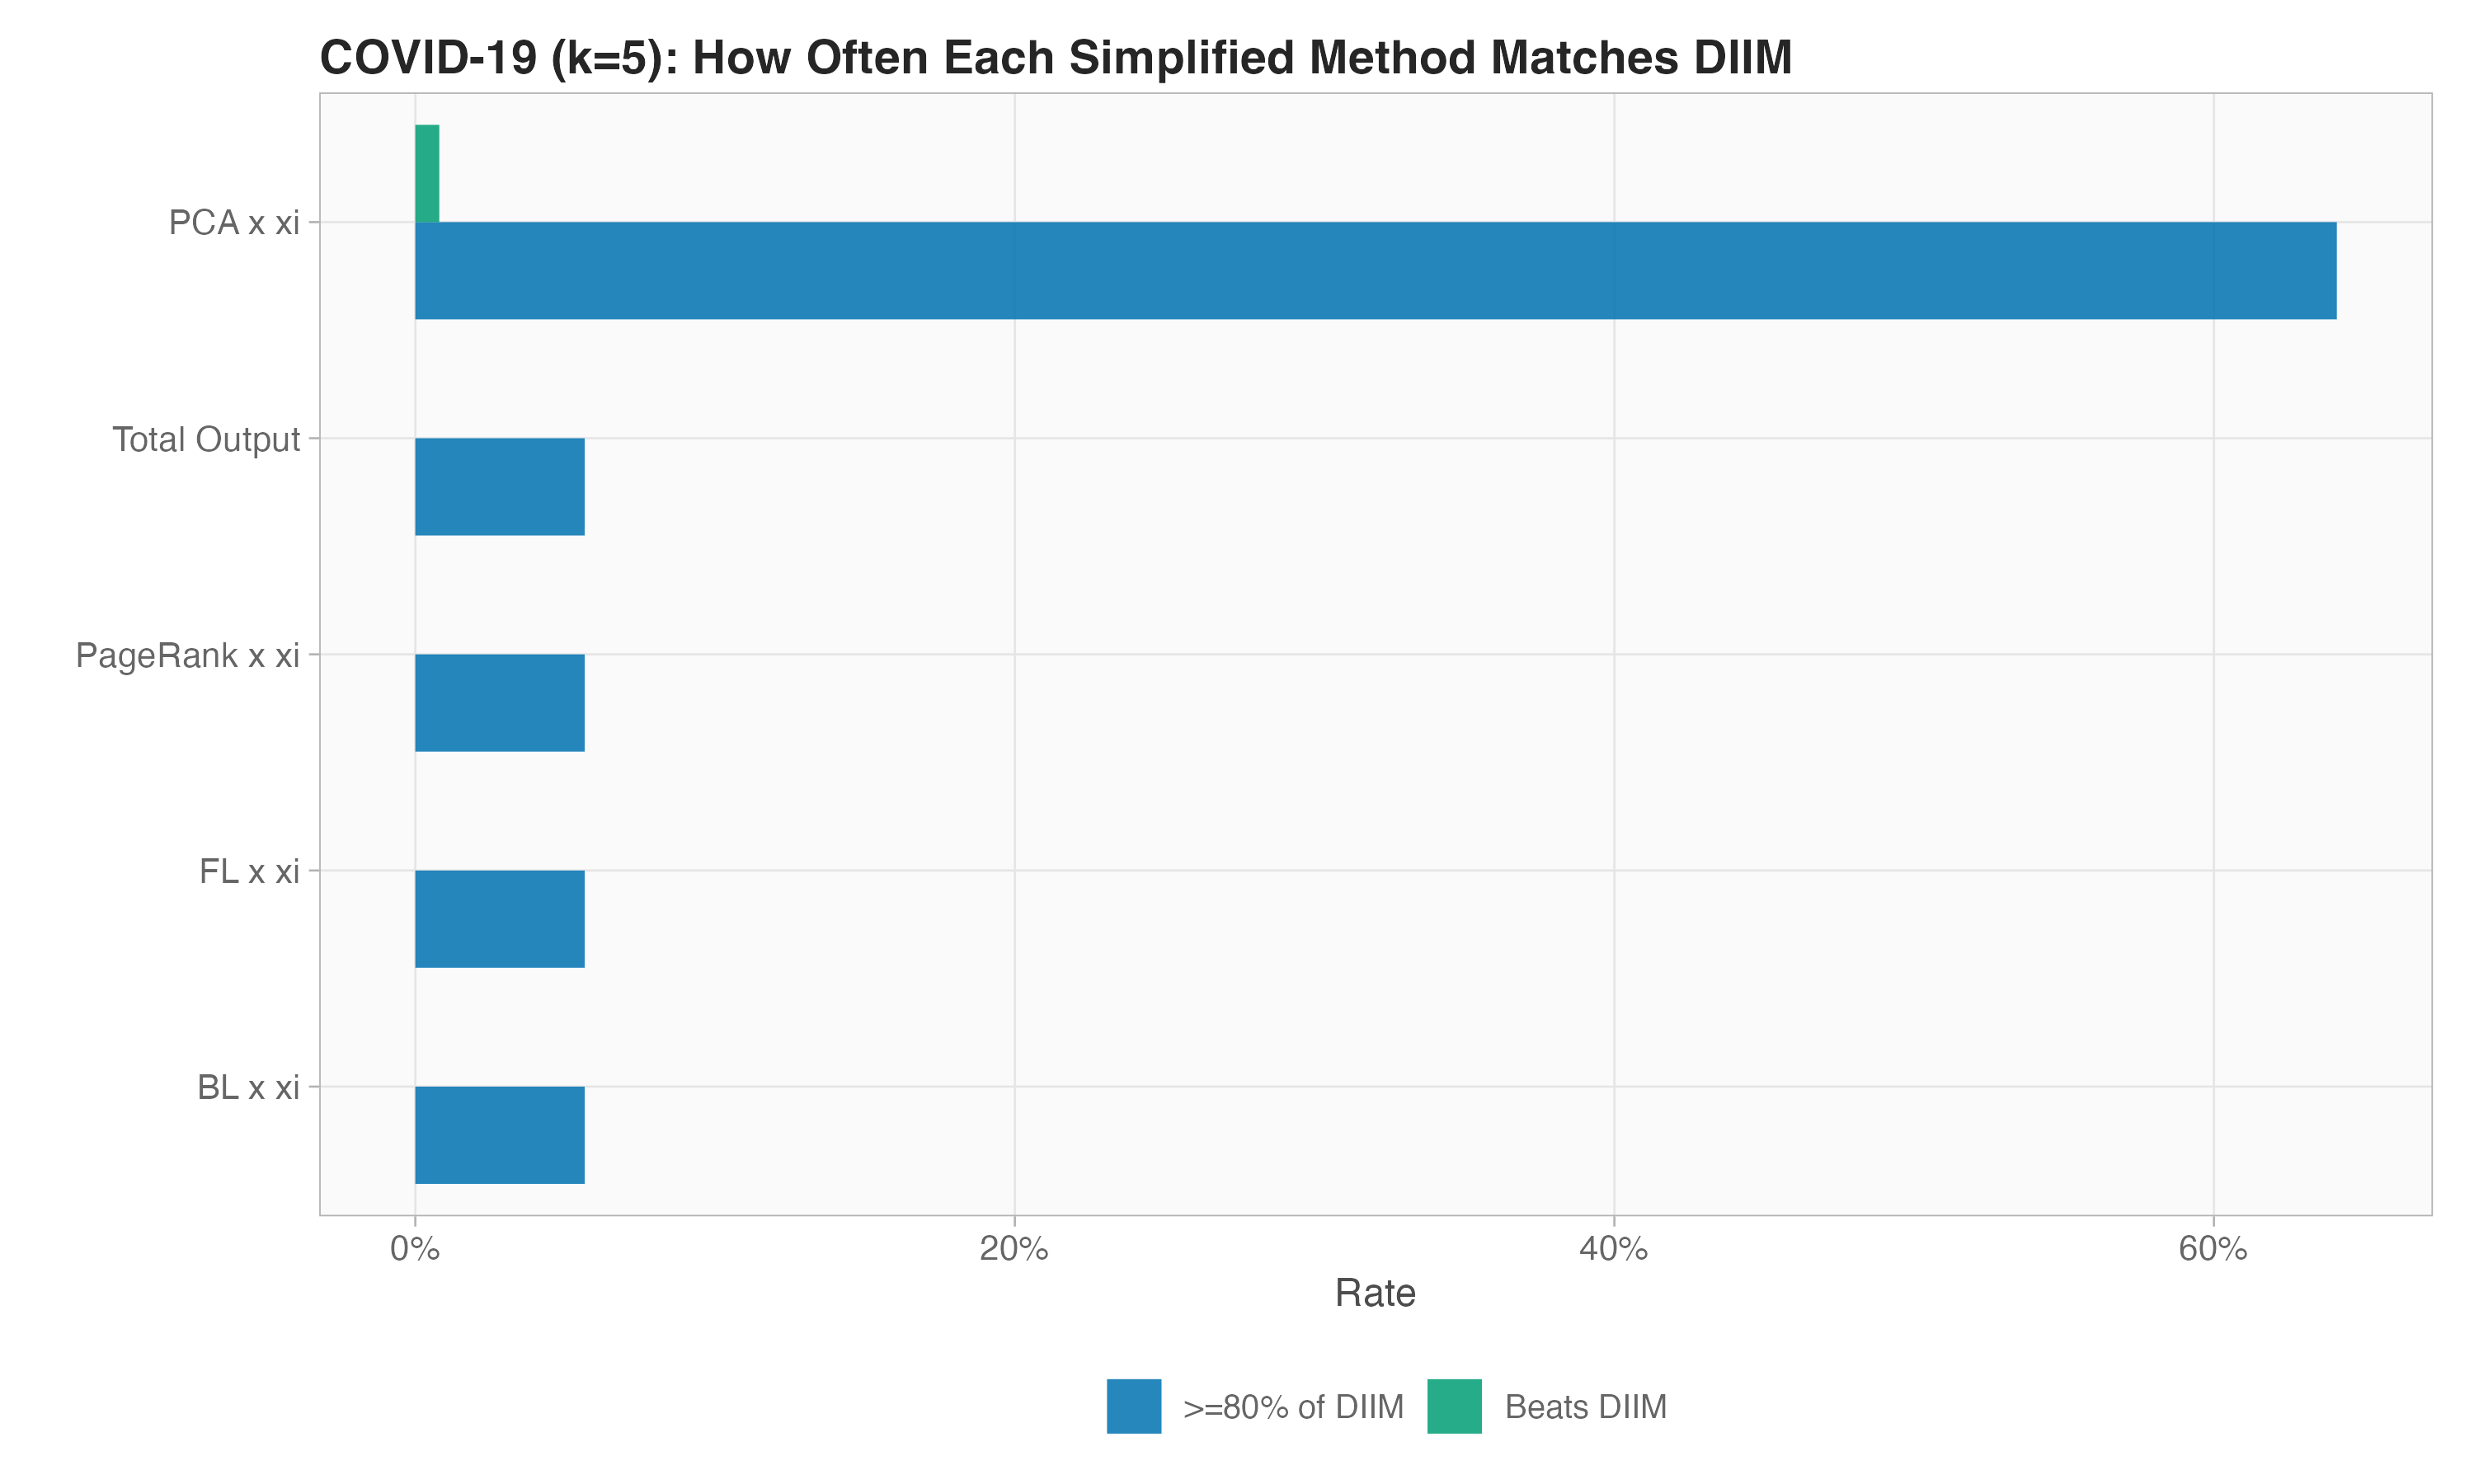 COVID-19 (k=5): How Often Each Simplified Method Matches DIIM
PCA x xi
Total Output
PageRank x xi
FL x xi
BL x xi
0% 20% 40% 60%
Rate
>=80% of DIIM Beats DIIM